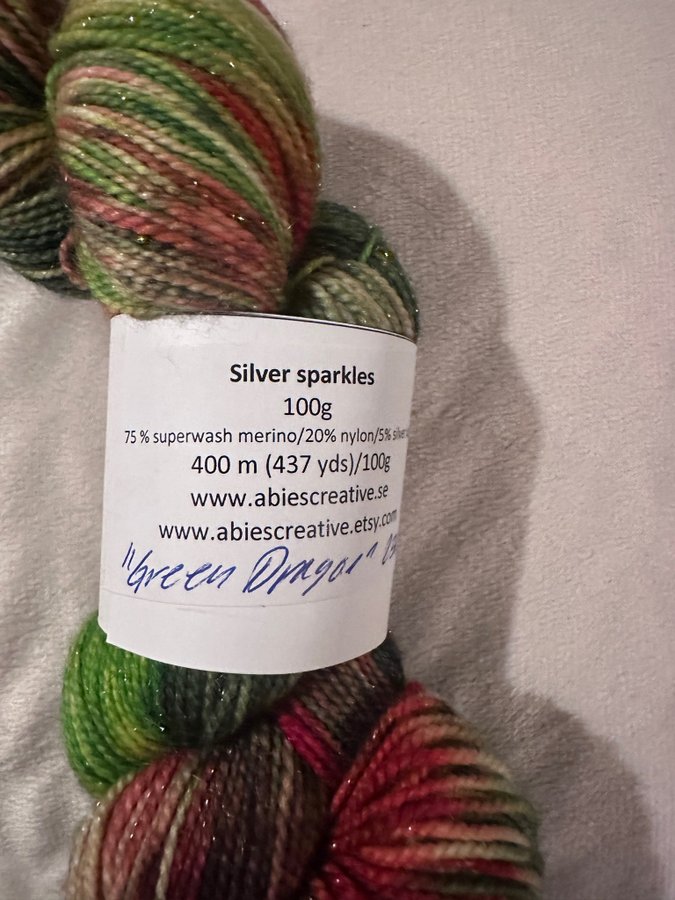 Silver sparkles
100g
75 % superwash merino/20% nylon/5% silver
400 m (437 yds)/100g
www.abiescreative.se
www.abiescreative.etsy.com
"Green Dragon"